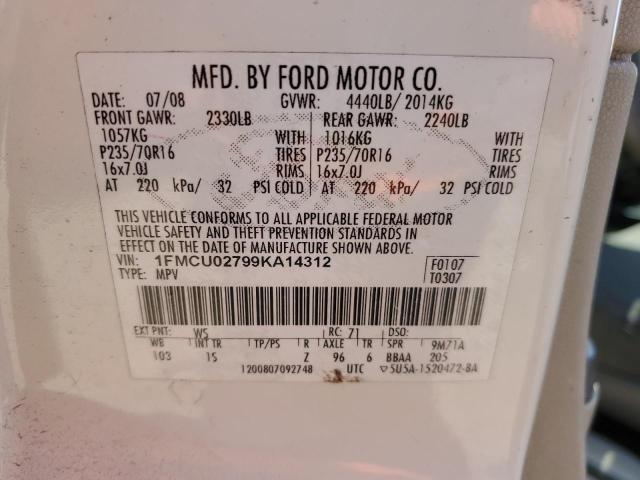 MFD. BY FORD MOTOR CO.
DATE: 07/08 GVWR: 4440LB/ 2014KG
FRONT GAWR: 2330LB REAR GAWR: 2240LB
1057KG WITH 1016KG WITH
P235/70R16 TIRES P235/70R16 TIRES
16x7.0J RIMS 16x7.0J RIMS
AT 220 kPa/ 32 PSI COLD AT 220 kPa/ 32 PSI COLD
THIS VEHICLE CONFORMS TO ALL APPLICABLE FEDERAL MOTOR
VEHICLE SAFETY AND THEFT PREVENTION STANDARDS IN
EFFECT ON THE DATE OF MANUFACTURE SHOWN ABOVE.
VIN: 1FMCU02799KA14312 F0107
TYPE: MPV T0307
EXT PNT: WS RC: 71 DSO:
WB INT TR TP/PS R AXLE TR SPR 9M71A
103 IS Z 96 6 BBAA 205
1200807092748 UTC ▽5U5A-1520472-BA